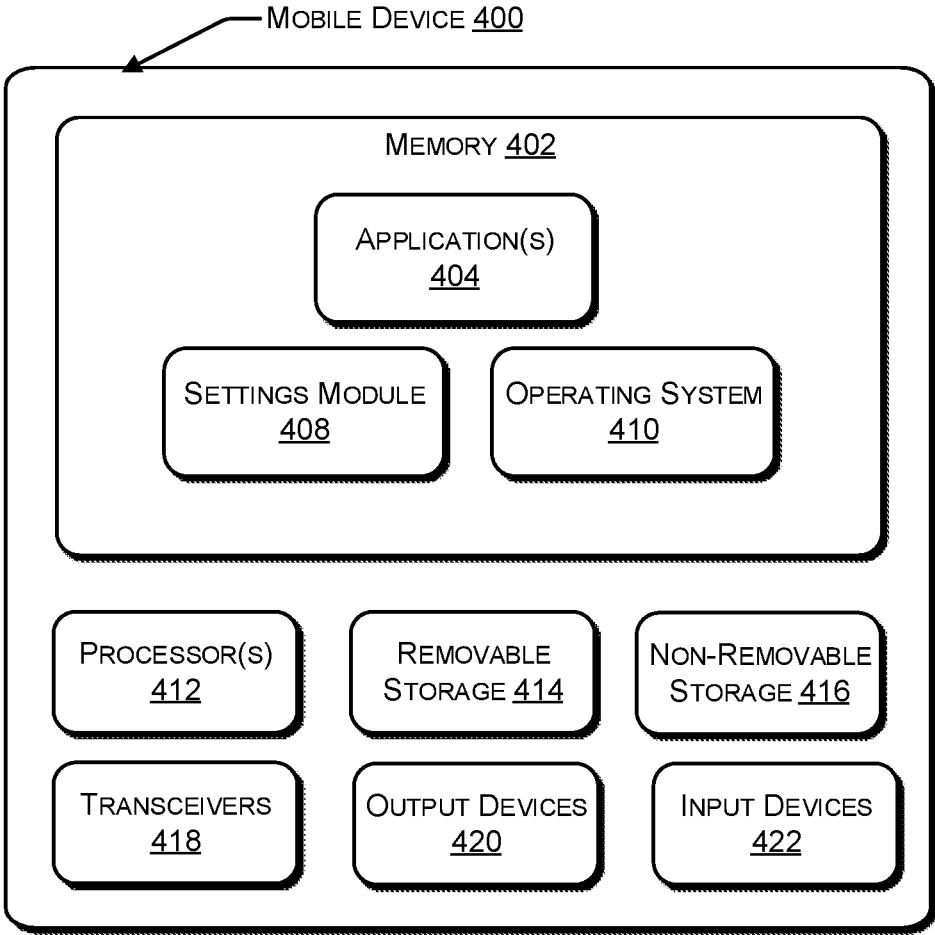 MOBILE DEVICE 400
MEMORY 402
APPLICATION(S)
404
SETTINGS MODULE
408
OPERATING SYSTEM
410
PROCESSOR(S)
412
REMOVABLE
STORAGE 414
NON-REMOVABLE
STORAGE 416
TRANSCEIVERS
418
OUTPUT DEVICES
420
INPUT DEVICES
422